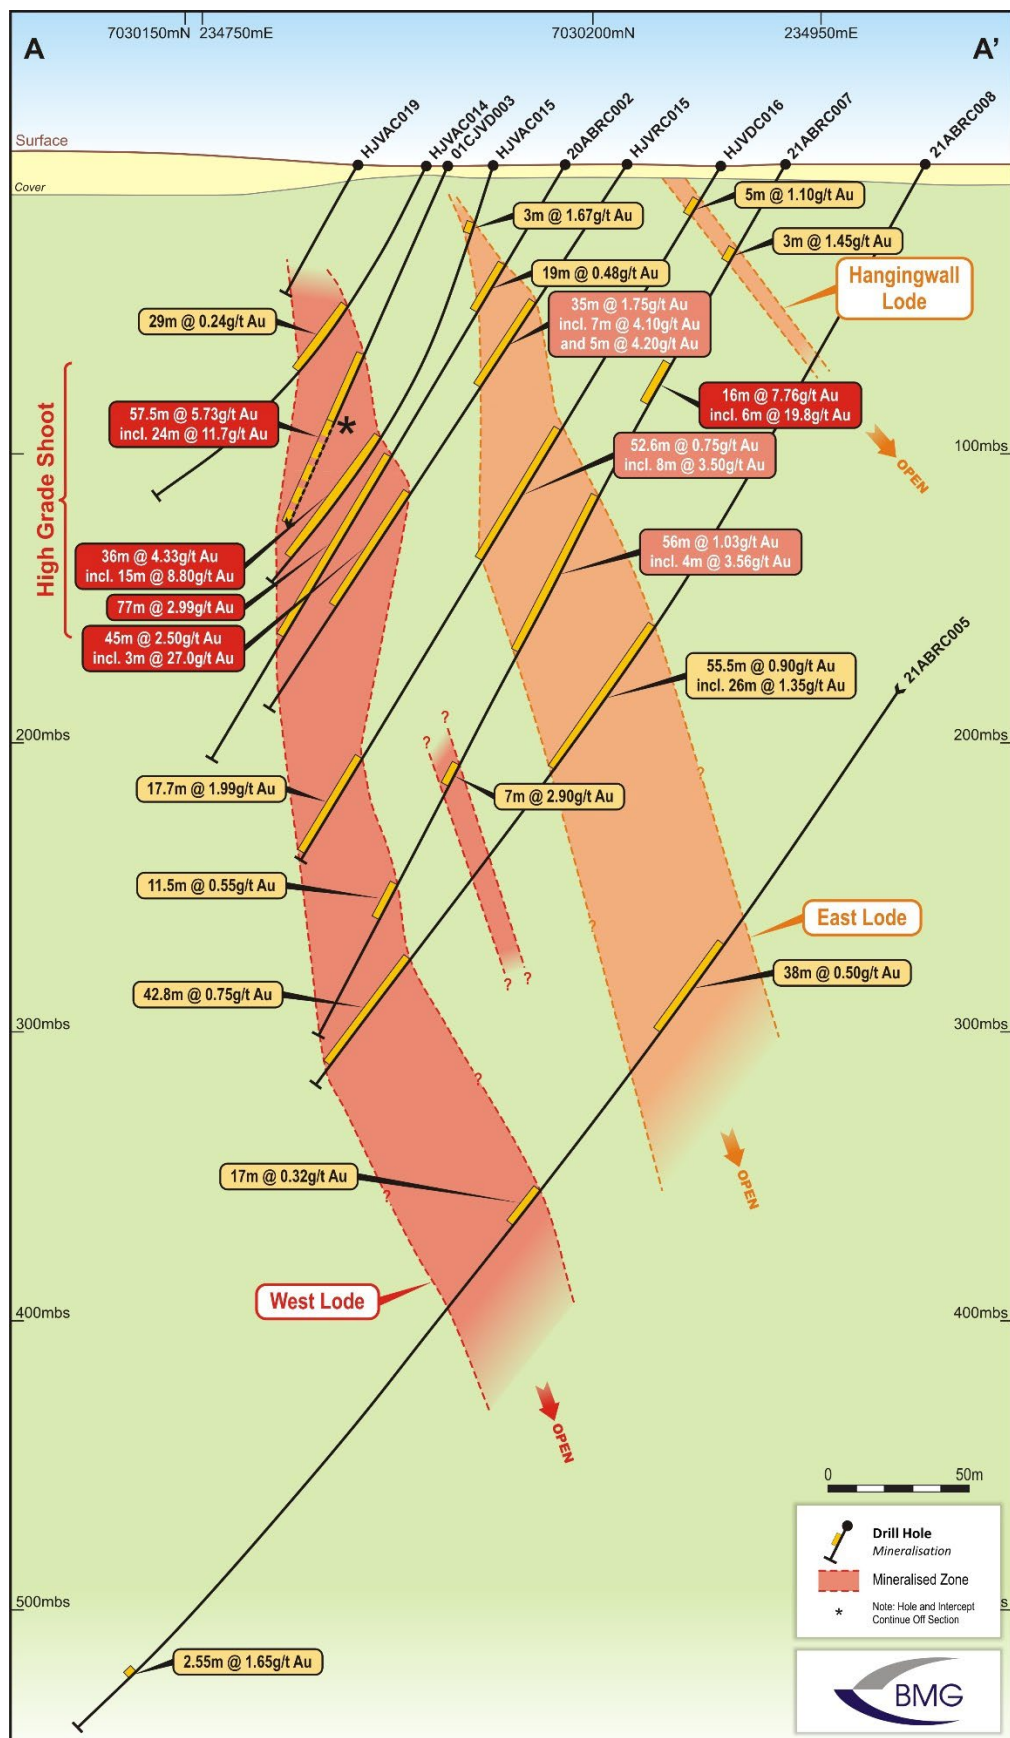 7030150mN
234750mE
7030200mN
234950mE
A
A'
Surface
Cover
HJVAC019
HJVAC014
01CJVD003
HJVAC015
20ABRC002
HJVRC015
HJVDC016
21ABRC007
21ABRC008
5m @ 1.10g/t Au
3m @ 1.67g/t Au
3m @ 1.45g/t Au
19m @ 0.48g/t Au
Hangingwall
Lode
29m @ 0.24g/t Au
35m @ 1.75g/t Au
incl. 7m @ 4.10g/t Au
and 5m @ 4.20g/t Au
16m @ 7.76g/t Au
incl. 6m @ 19.8g/t Au
57.5m @ 5.73g/t Au
incl. 24m @ 11.7g/t Au
*
High Grade Shoot
52.6m @ 0.75g/t Au
incl. 8m @ 3.50g/t Au
100mbs
OPEN
36m @ 4.33g/t Au
incl. 15m @ 8.80g/t Au
56m @ 1.03g/t Au
incl. 4m @ 3.56g/t Au
77m @ 2.99g/t Au
45m @ 2.50g/t Au
incl. 3m @ 27.0g/t Au
21ABRC005
55.5m @ 0.90g/t Au
incl. 26m @ 1.35g/t Au
200mbs
200mbs
?
?
?
17.7m @ 1.99g/t Au
7m @ 2.90g/t Au
11.5m @ 0.55g/t Au
East Lode
?
38m @ 0.50g/t Au
?
?
42.8m @ 0.75g/t Au
300mbs
300mbs
?
17m @ 0.32g/t Au
?
OPEN
West Lode
400mbs
400mbs
OPEN
0
50m
Drill Hole
Mineralisation
Mineralised Zone
*
Note: Hole and Intercept
Continue Off Section
500mbs
s
2.55m @ 1.65g/t Au
BMG